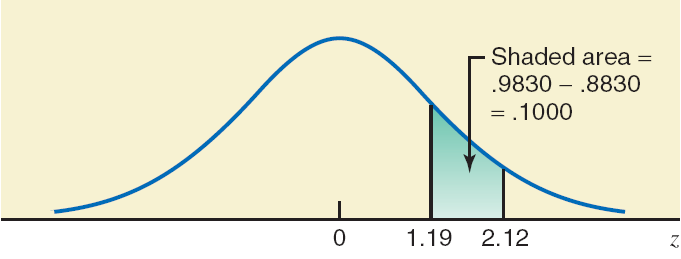 Shaded area =
.9830 – .8830
= .1000
0 1.19 2.12 z